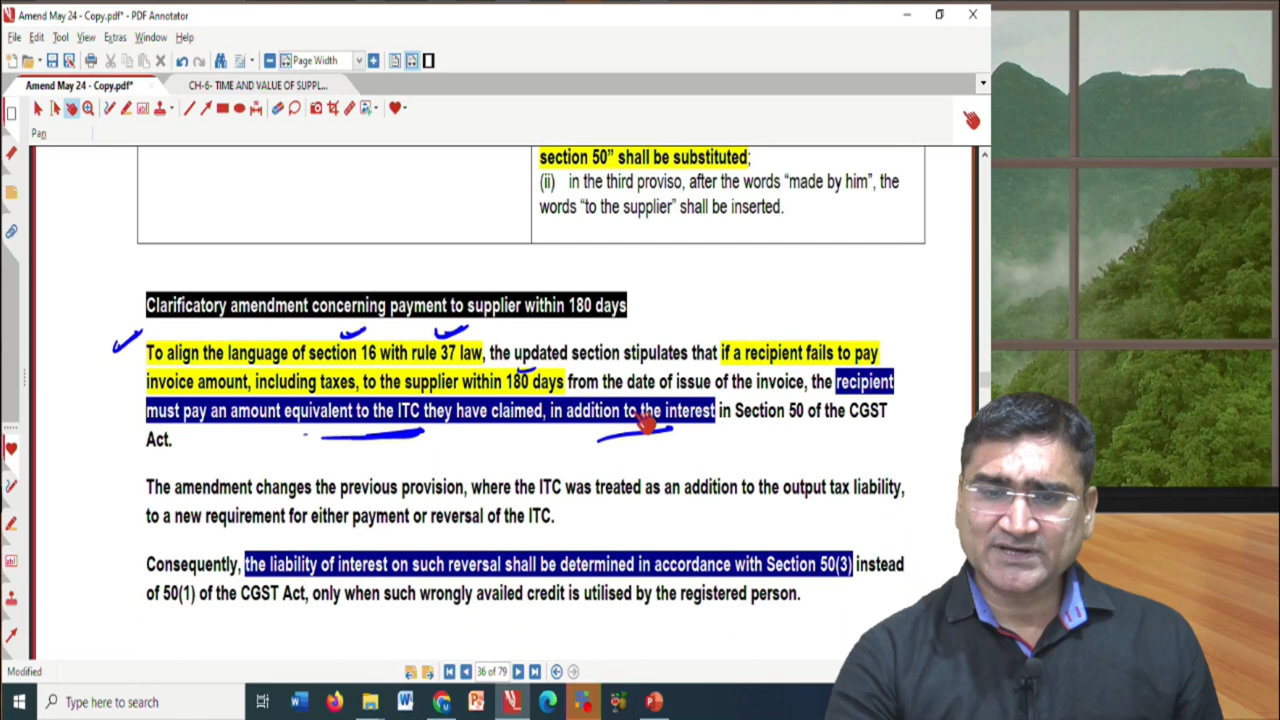 Amend May 24 - Copy.pdf* - PDF Annotator
File Edit Tool View Extras Window Help
Page Width
Amend May 24 - Copy.pdf* CH-6- TIME AND VALUE OF SUPPL...
Pan
section 50” shall be substituted;
(ii) in the third proviso, after the words “made by him”, the
words “to the supplier” shall be inserted.
Clarificatory amendment concerning payment to supplier within 180 days
To align the language of section 16 with rule 37 law, the updated section stipulates that if a recipient fails to pay
invoice amount, including taxes, to the supplier within 180 days from the date of issue of the invoice, the recipient
must pay an amount equivalent to the ITC they have claimed, in addition to the interest in Section 50 of the CGST
Act.
The amendment changes the previous provision, where the ITC was treated as an addition to the output tax liability,
to a new requirement for either payment or reversal of the ITC.
Consequently, the liability of interest on such reversal shall be determined in accordance with Section 50(3) instead
of 50(1) of the CGST Act, only when such wrongly availed credit is utilised by the registered person.
Modified 36 of 79
Type here to search